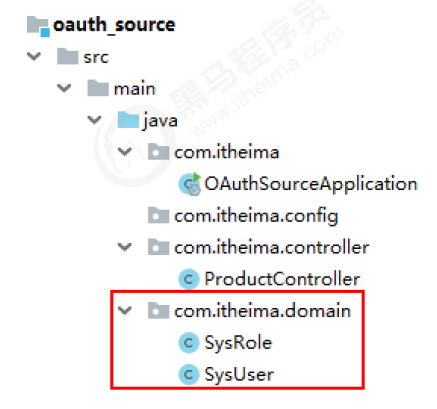 oauth_source
src
main
java
com.itheima
OAuthSourceApplication
com.itheima.config
com.itheima.controller
ProductController
com.itheima.domain
SysRole
SysUser
黑马程序员
www.itheima.com